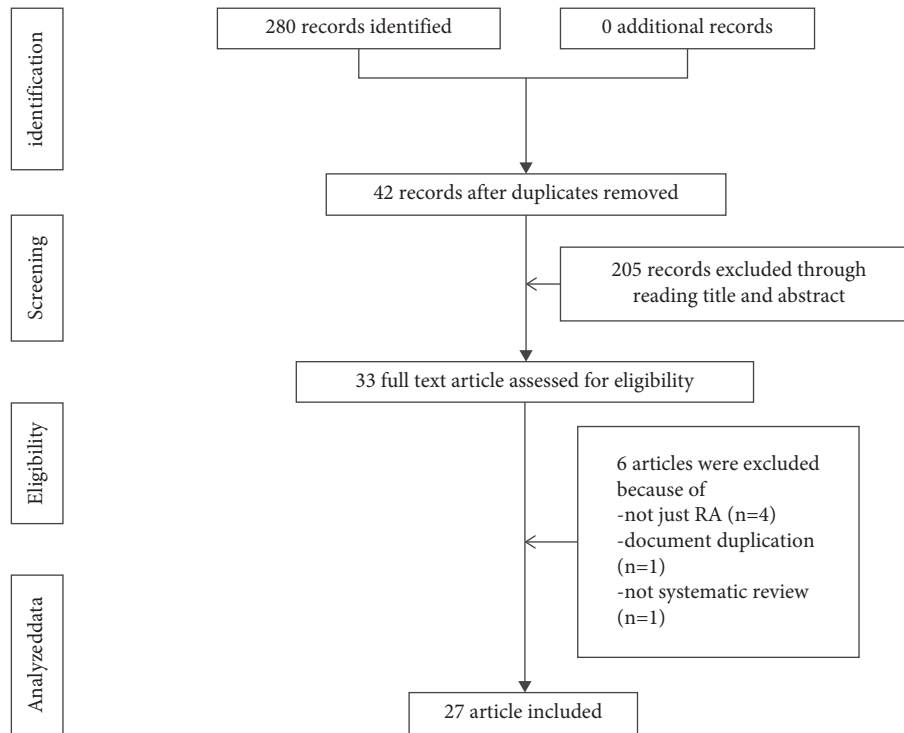 identification
280 records identified
0 additional records
42 records after duplicates removed
Screening
205 records excluded through
reading title and abstract
33 full text article assessed for eligibility
Eligibility
6 articles were excluded
because of
-not just RA (n=4)
-document duplication
(n=1)
-not systematic review
(n=1)
Analyzeddata
27 article included